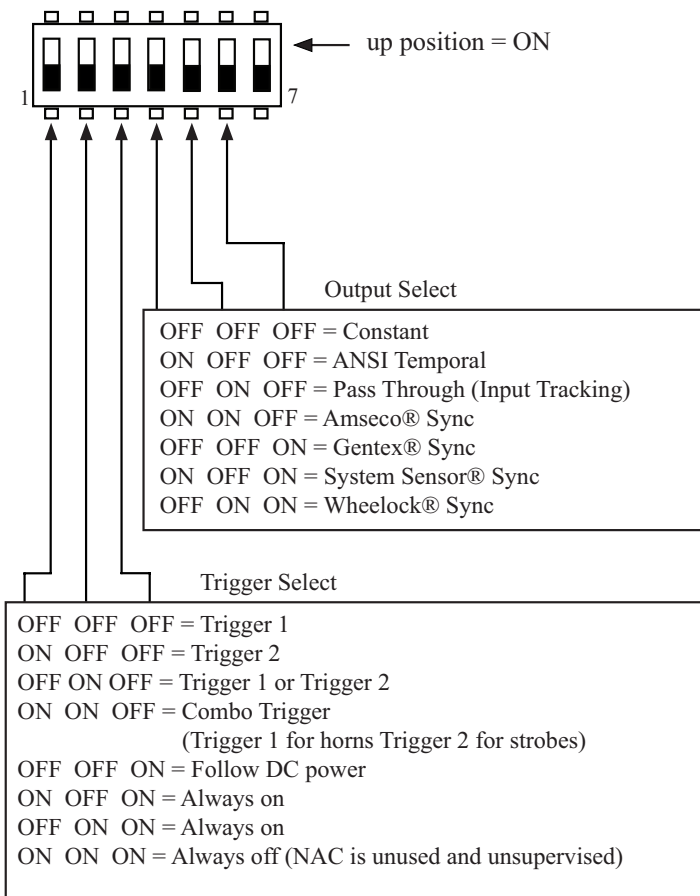 up position = ON
1
7
Output Select
OFF OFF OFF = Constant
ON OFF OFF = ANSI Temporal
OFF ON OFF = Pass Through (Input Tracking)
ON ON OFF = Amseco® Sync
OFF OFF ON = Gentex® Sync
ON OFF ON = System Sensor® Sync
OFF ON ON = Wheelock® Sync
Trigger Select
OFF OFF OFF = Trigger 1
ON OFF OFF = Trigger 2
OFF ON OFF = Trigger 1 or Trigger 2
ON ON OFF = Combo Trigger
(Trigger 1 for horns Trigger 2 for strobes)
OFF OFF ON = Follow DC power
ON OFF ON = Always on
OFF ON ON = Always on
ON ON ON = Always off (NAC is unused and unsupervised)